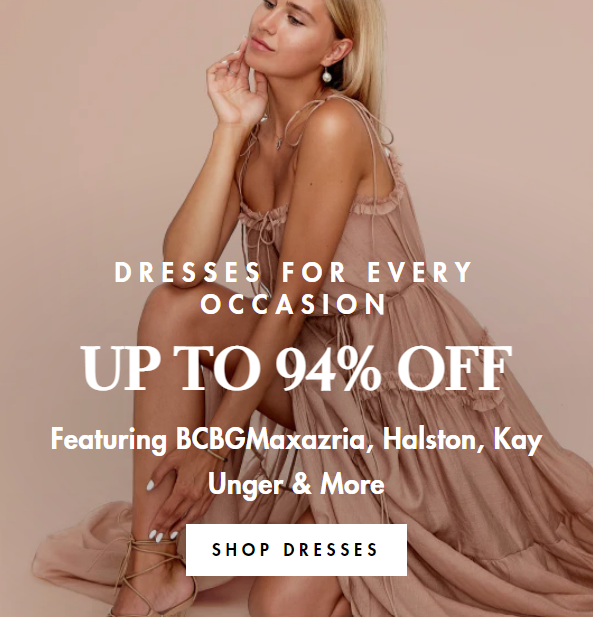 DRESSES FOR EVERY
OCCASION
UP TO 94% OFF
Featuring BCBGMaxazria, Halston, Kay
Unger & More
SHOP DRESSES